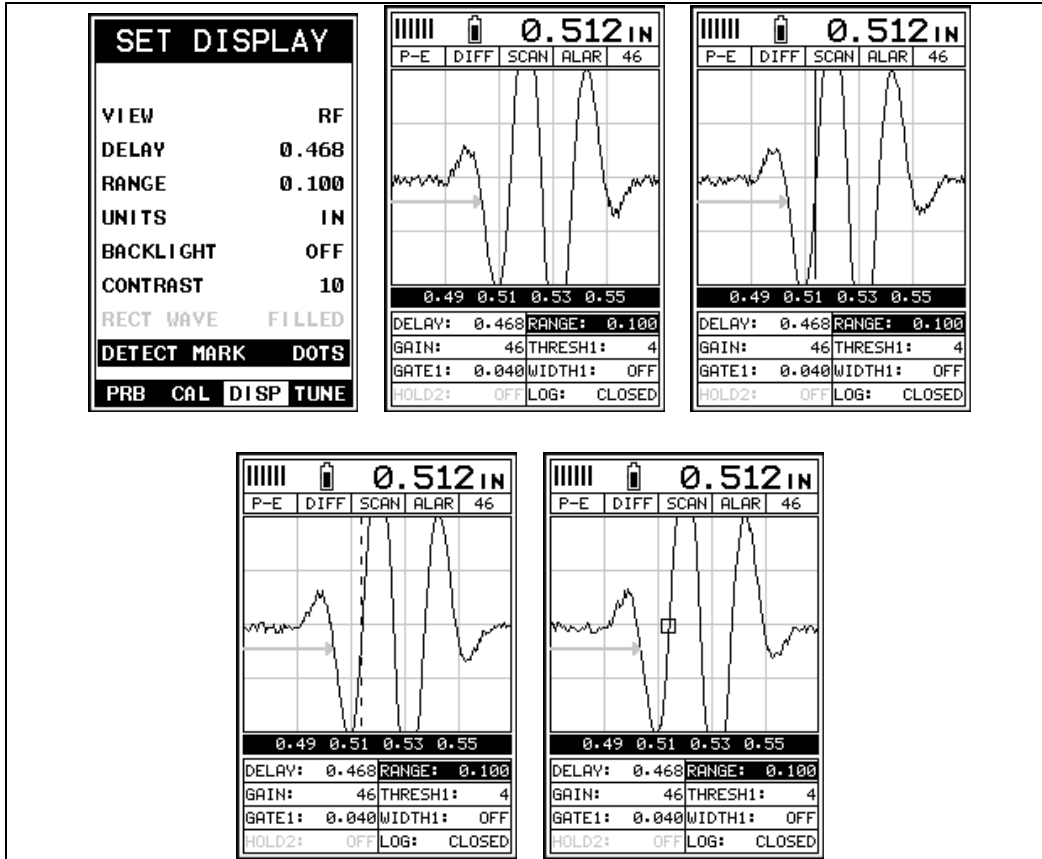 SET DISPLAY
VIEW RF
DELAY 0.468
RANGE 0.100
UNITS IN
BACKLIGHT OFF
CONTRAST 10
RECT WAVE FILLED
DETECT MARK DOTS
PRB CAL DISP TUNE
0.512 IN
P-E DIFF SCAN ALAR 46
0.49 0.51 0.53 0.55
DELAY: 0.468 RANGE: 0.100
GAIN: 46 THRESH1: 4
GATE1: 0.040 WIDTH1: OFF
HOLD2: OFF LOG: CLOSED
0.512 IN
P-E DIFF SCAN ALAR 46
0.49 0.51 0.53 0.55
DELAY: 0.468 RANGE: 0.100
GAIN: 46 THRESH1: 4
GATE1: 0.040 WIDTH1: OFF
HOLD2: OFF LOG: CLOSED
0.512 IN
P-E DIFF SCAN ALAR 46
0.49 0.51 0.53 0.55
DELAY: 0.468 RANGE: 0.100
GAIN: 46 THRESH1: 4
GATE1: 0.040 WIDTH1: OFF
HOLD2: OFF LOG: CLOSED
0.512 IN
P-E DIFF SCAN ALAR 46
0.49 0.51 0.53 0.55
DELAY: 0.468 RANGE: 0.100
GAIN: 46 THRESH1: 4
GATE1: 0.040 WIDTH1: OFF
HOLD2: OFF LOG: CLOSED